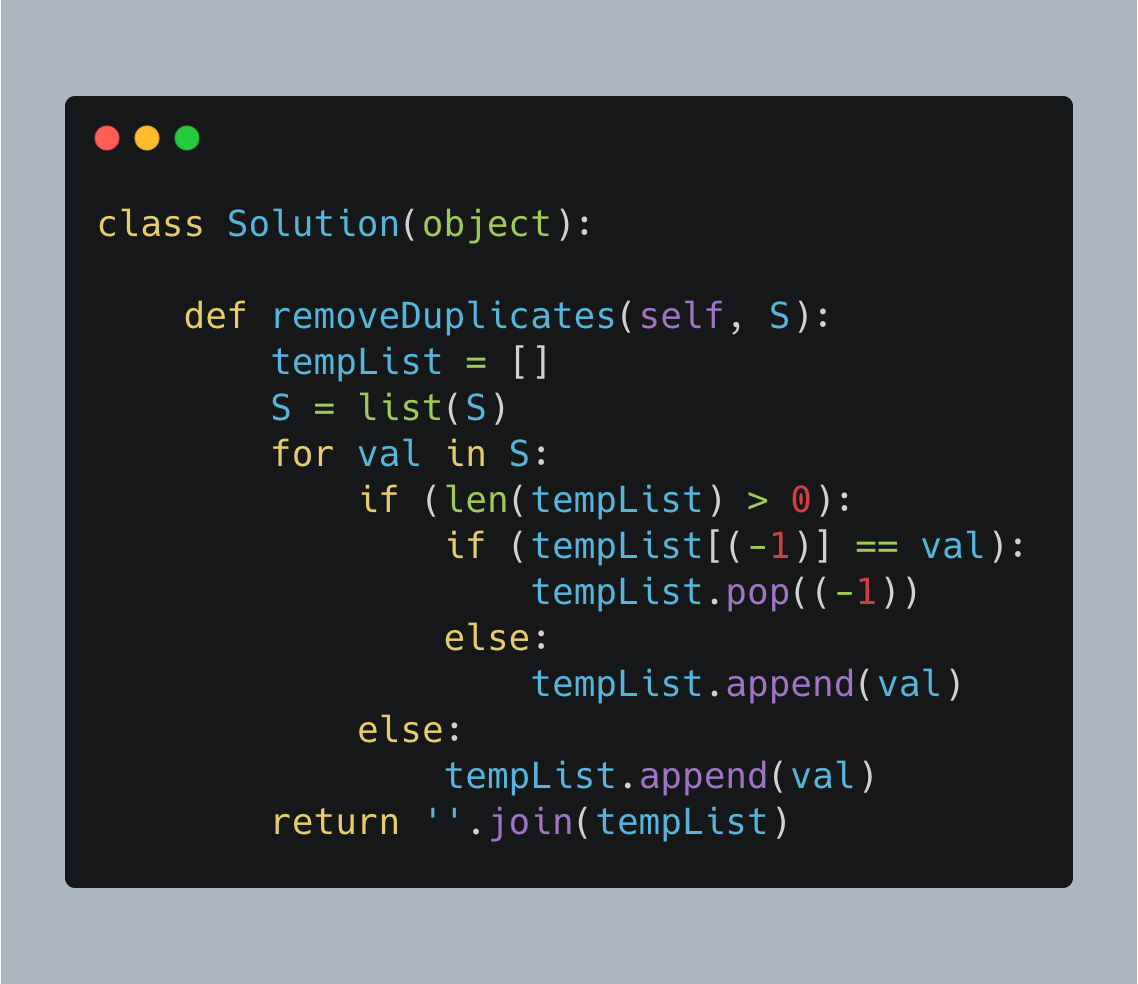 class Solution(object):

    def removeDuplicates(self, S):
        tempList = []
        S = list(S)
        for val in S:
            if (len(tempList) > 0):
                if (tempList[(-1)] == val):
                    tempList.pop((-1))
                else:
                    tempList.append(val)
            else:
                tempList.append(val)
        return ''.join(tempList)